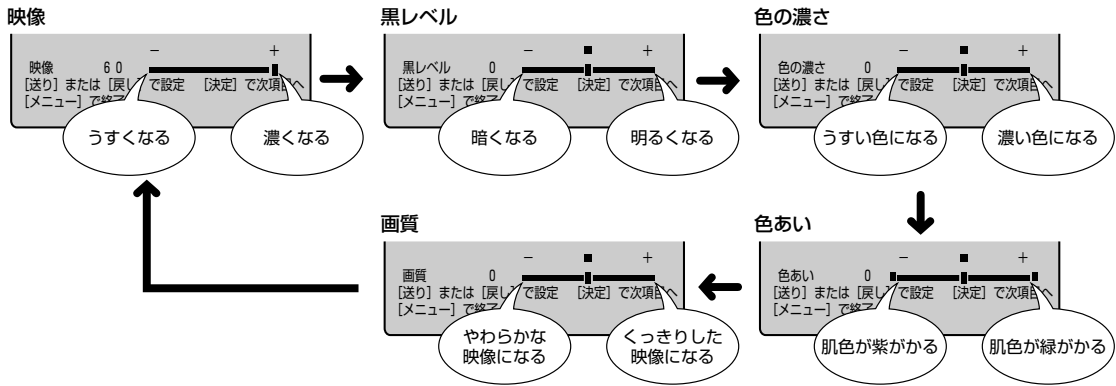 映像
− +
映像 60
[送り] または [戻し] で設定 [決定] で次項目へ
[メニュー] で終了
うすくなる
濃くなる
黒レベル
− ■ +
黒レベル 0
[送り] または [戻し] で設定 [決定] で次項目へ
[メニュー] で終了
暗くなる
明るくなる
色の濃さ
− ■ +
色の濃さ 0
[送り] または [戻し] で設定 [決定] で次項目へ
[メニュー] で終了
うすい色になる
濃い色になる
色あい
− ■ +
色あい 0
[送り] または [戻し] で設定 [決定] で次項目へ
[メニュー] で終了
肌色が紫がかる
肌色が緑がかる
画質
− ■ +
画質 0
[送り] または [戻し] で設定 [決定] で次項目へ
[メニュー] で終了
やわらかな
映像になる
くっきりした
映像になる